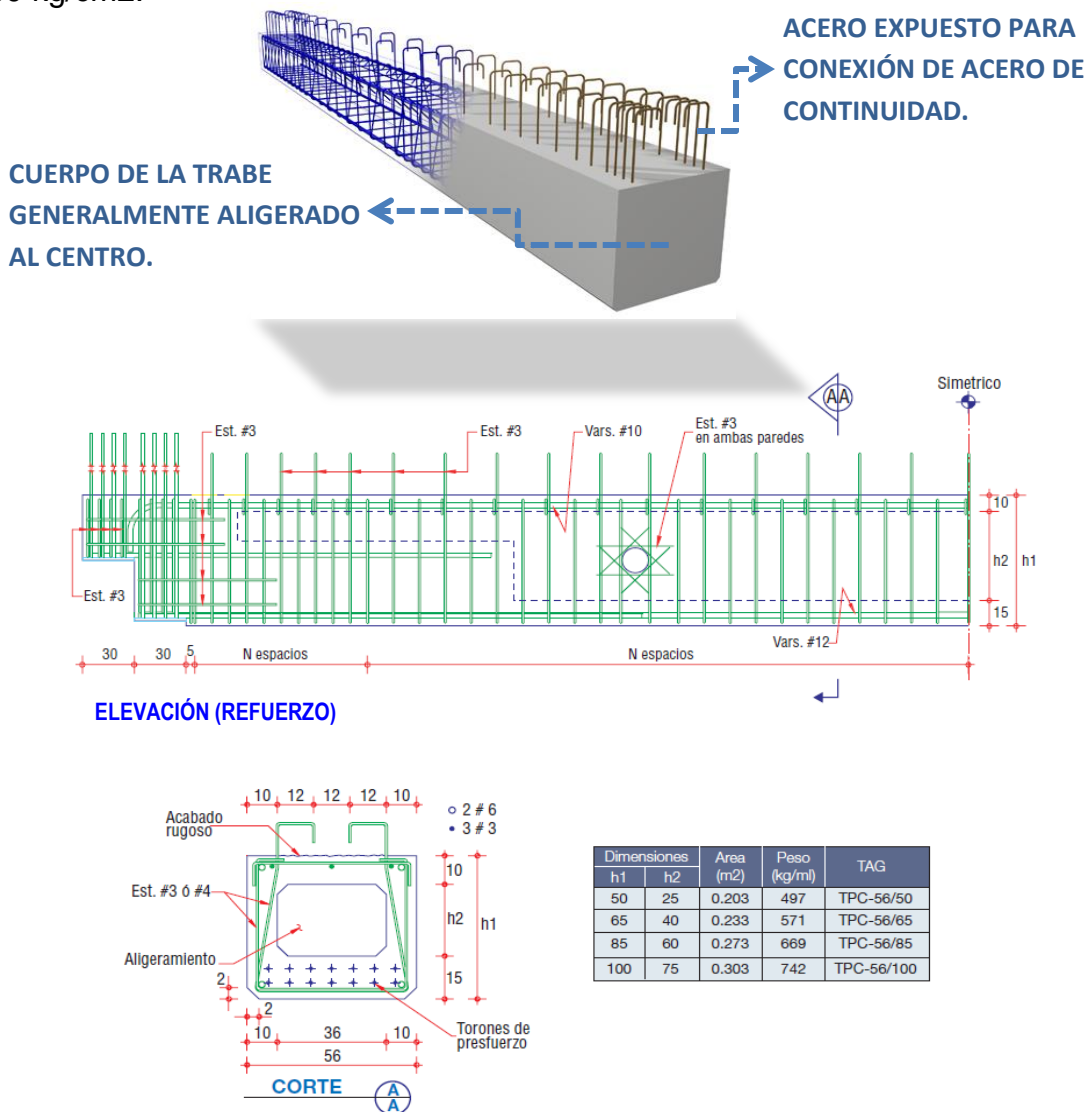 kg/cm2.
ACERO EXPUESTO PARA
CONEXIÓN DE ACERO DE
CONTINUIDAD.
CUERPO DE LA TRABE
GENERALMENTE ALIGERADO
AL CENTRO.
AA
Simetrico
Est. #3
Est. #3
Vars. #10
Est. #3
en ambas paredes
10
h2
h1
15
Est. #3
Vars. #12
30
30
5
N espacios
N espacios
ELEVACIÓN (REFUERZO)
10 12 12 12 10
2 # 6
3 # 3
Acabado
rugoso
Est. #3 ó #4
10
h2
h1
Aligeramiento
15
2
2
10 36 10
56
Torones de
presfuerzo
CORTE A
A
Dimensiones Area (m2) Peso (kg/ml) TAG
h1 h2
50 25 0.203 497 TPC-56/50
65 40 0.233 571 TPC-56/65
85 60 0.273 669 TPC-56/85
100 75 0.303 742 TPC-56/100